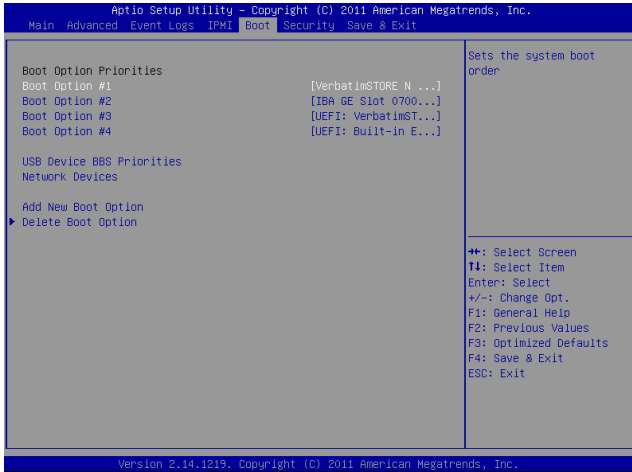 Aptio Setup Utility – Copyright (C) 2011 American Megatrends, Inc.
Main Advanced Event Logs IPMI Boot Security Save & Exit
Boot Option Priorities
Boot Option #1 [VerbatimSTORE N ...]
Boot Option #2 [IBA GE Slot 0700...]
Boot Option #3 [UEFI: VerbatimST...]
Boot Option #4 [UEFI: Built-in E...]
USB Device BBS Priorities
Network Devices
Add New Boot Option
Delete Boot Option
Sets the system boot
order
→←: Select Screen
↑↓: Select Item
Enter: Select
+/-: Change Opt.
F1: General Help
F2: Previous Values
F3: Optimized Defaults
F4: Save & Exit
ESC: Exit
Version 2.14.1219. Copyright (C) 2011 American Megatrends, Inc.